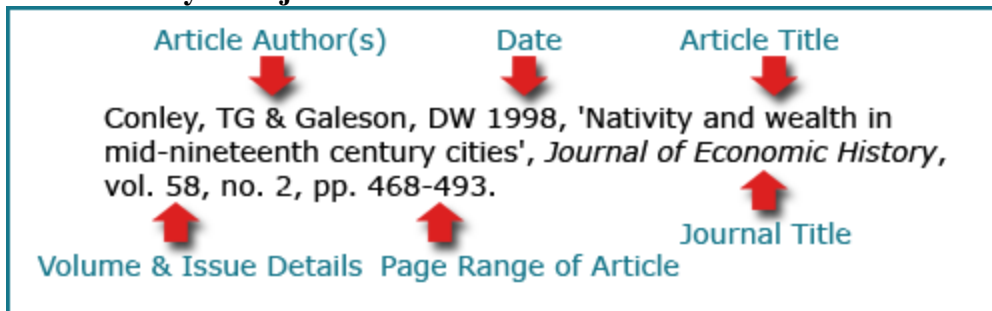 Article Author(s) Date Article Title
Conley, TG & Galeson, DW 1998, 'Nativity and wealth in
mid-nineteenth century cities', Journal of Economic History,
vol. 58, no. 2, pp. 468-493.
Journal Title
Volume & Issue Details Page Range of Article